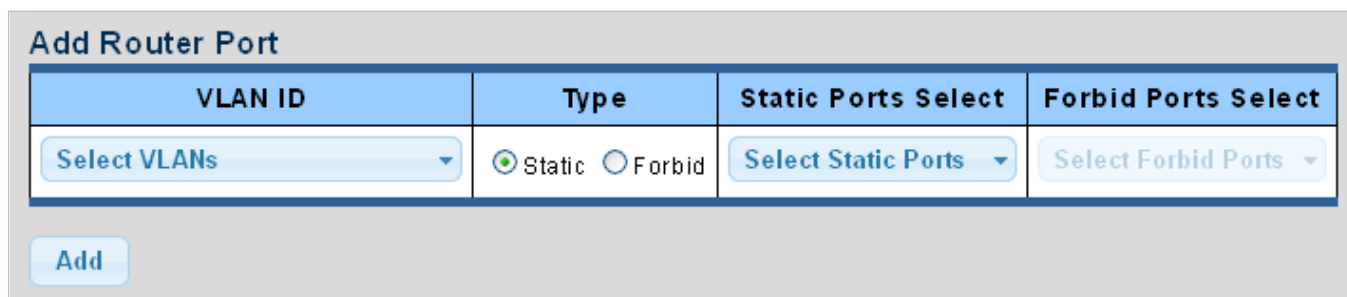 Add Router Port
VLAN ID Type Static Ports Select Forbid Ports Select
Select VLANs Static Forbid Select Static Ports Select Forbid Ports
Add